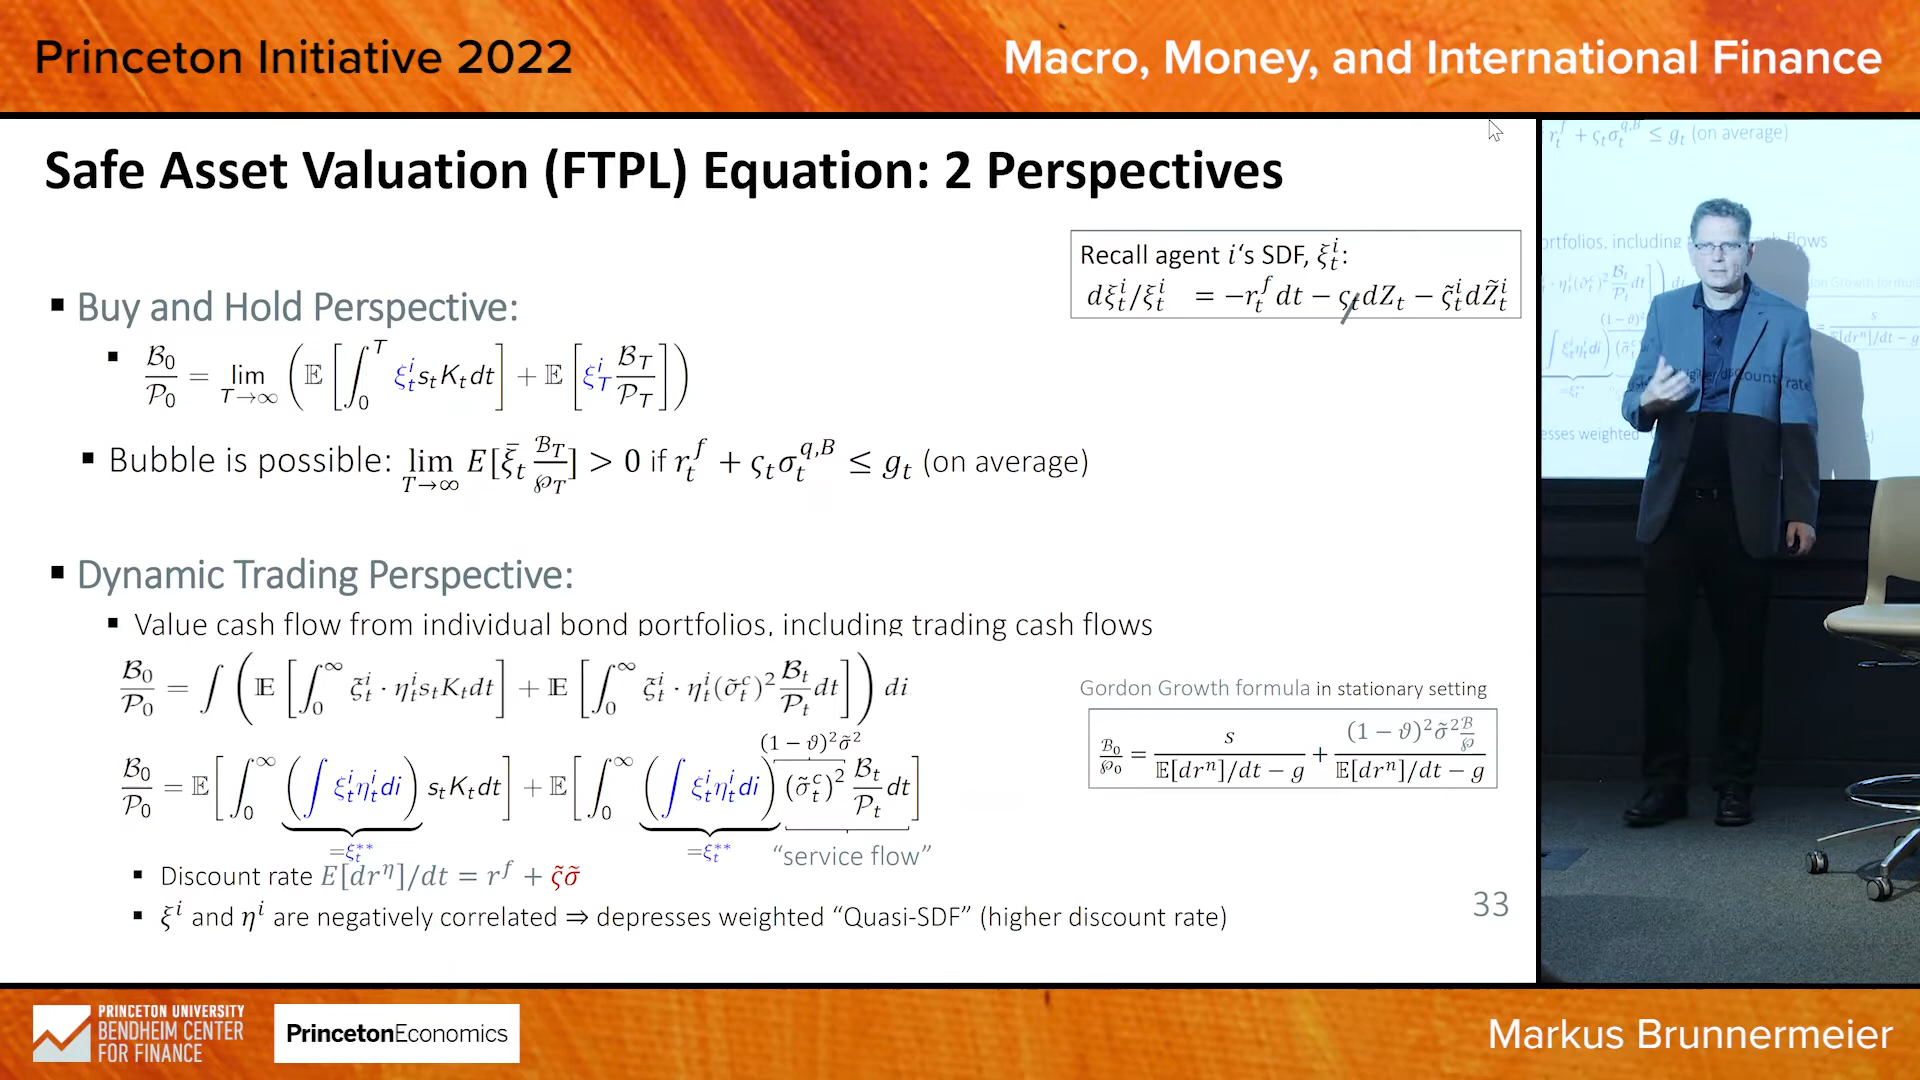 Princeton Initiative 2022
Macro, Money, and International Finance
Safe Asset Valuation (FTPL) Equation: 2 Perspectives
Recall agent i's SDF, ξ_t^i:
dξ_t^i/ξ_t^i = −r_t^f dt − ς_t dZ_t − ς̃_t^i dZ̃_t^i
▪ Buy and Hold Perspective:
▪ ℬ_0/𝒫_0 = lim_{T→∞} (𝔼[∫_0^T ξ_t^i s_t K_t dt] + 𝔼[ξ_T^i ℬ_T/𝒫_T])
▪ Bubble is possible: lim_{T→∞} E[ξ̄_t ℬ_T/℘_T] > 0 if r_t^f + ς_t σ_t^{q,B} ≤ g_t (on average)
▪ Dynamic Trading Perspective:
▪ Value cash flow from individual bond portfolios, including trading cash flows
ℬ_0/𝒫_0 = ∫ (𝔼[∫_0^∞ ξ_t^i · η_t^i s_t K_t dt] + 𝔼[∫_0^∞ ξ_t^i · η_t^i (σ̃_t^c)^2 ℬ_t/𝒫_t dt]) di
Gordon Growth formula in stationary setting
ℬ_0/℘_0 = s/(𝔼[dr^n]/dt − g) + (1 − ϑ)^2 σ̃^2 ℬ/℘/(𝔼[dr^n]/dt − g)
(1 − ϑ)^2 σ̃^2
ℬ_0/𝒫_0 = 𝔼[∫_0^∞ (∫ ξ_t^i η_t^i di) s_t K_t dt] + 𝔼[∫_0^∞ (∫ ξ_t^i η_t^i di) (σ̃_t^c)^2 ℬ_t/𝒫_t dt]
=ξ_t^** =ξ_t^** “service flow”
▪ Discount rate E[dr^η]/dt = r^f + ς̃σ̃
▪ ξ^i and η^i are negatively correlated ⇒ depresses weighted “Quasi-SDF” (higher discount rate)
33
r_t^f + ς_t σ_t^{q,B} ≤ g_t (on average)
PRINCETON UNIVERSITY
BENDHEIM CENTER
FOR FINANCE
PrincetonEconomics
Markus Brunnermeier